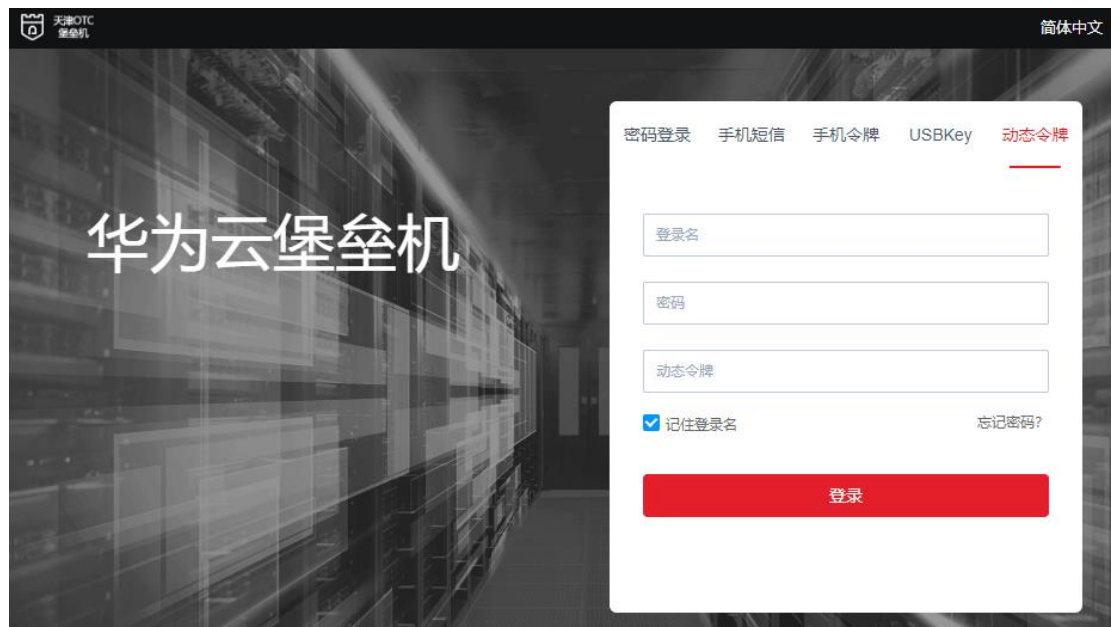 天津OTC
堡垒机
简体中文
华为云堡垒机
密码登录 手机短信 手机令牌 USBKey 动态令牌
登录名
密码
动态令牌
记住登录名 忘记密码?
登录